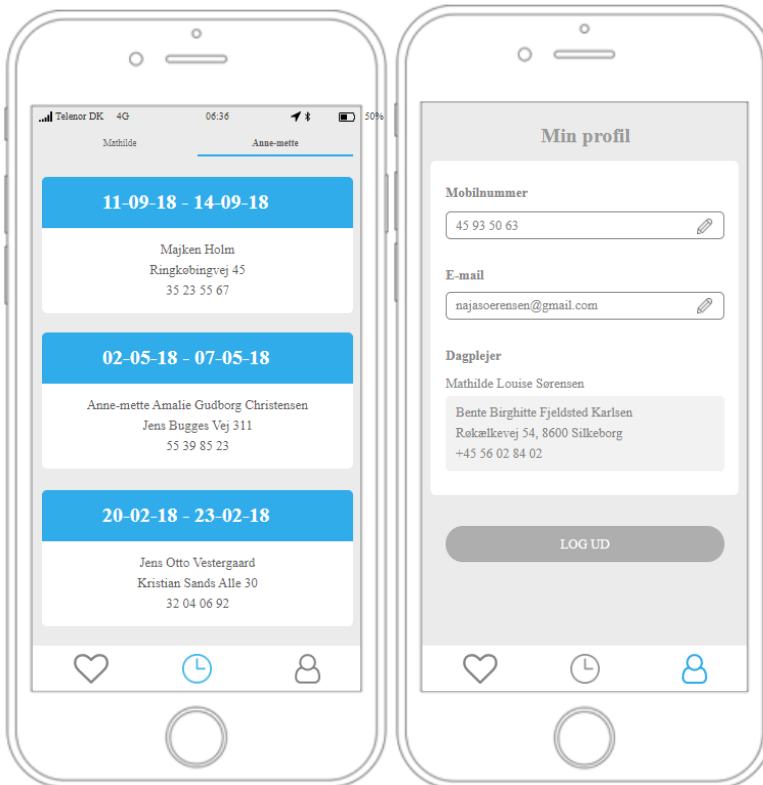 Telenor DK 4G 06:36 50%
Mathilde Anne-mette
11-09-18 - 14-09-18
Majken Holm
Ringkøbingvej 45
35 23 55 67
02-05-18 - 07-05-18
Anne-mette Amalie Gudborg Christensen
Jens Bugges Vej 311
55 39 85 23
20-02-18 - 23-02-18
Jens Otto Vestergaard
Kristian Sands Alle 30
32 04 06 92
Min profil
Mobilnummer
45 93 50 63
E-mail
najasoerensen@gmail.com
Dagplejer
Mathilde Louise Sørensen
Bente Birghitte Fjeldsted Karlsen
Røkælkevej 54, 8600 Silkeborg
+45 56 02 84 02
LOG UD